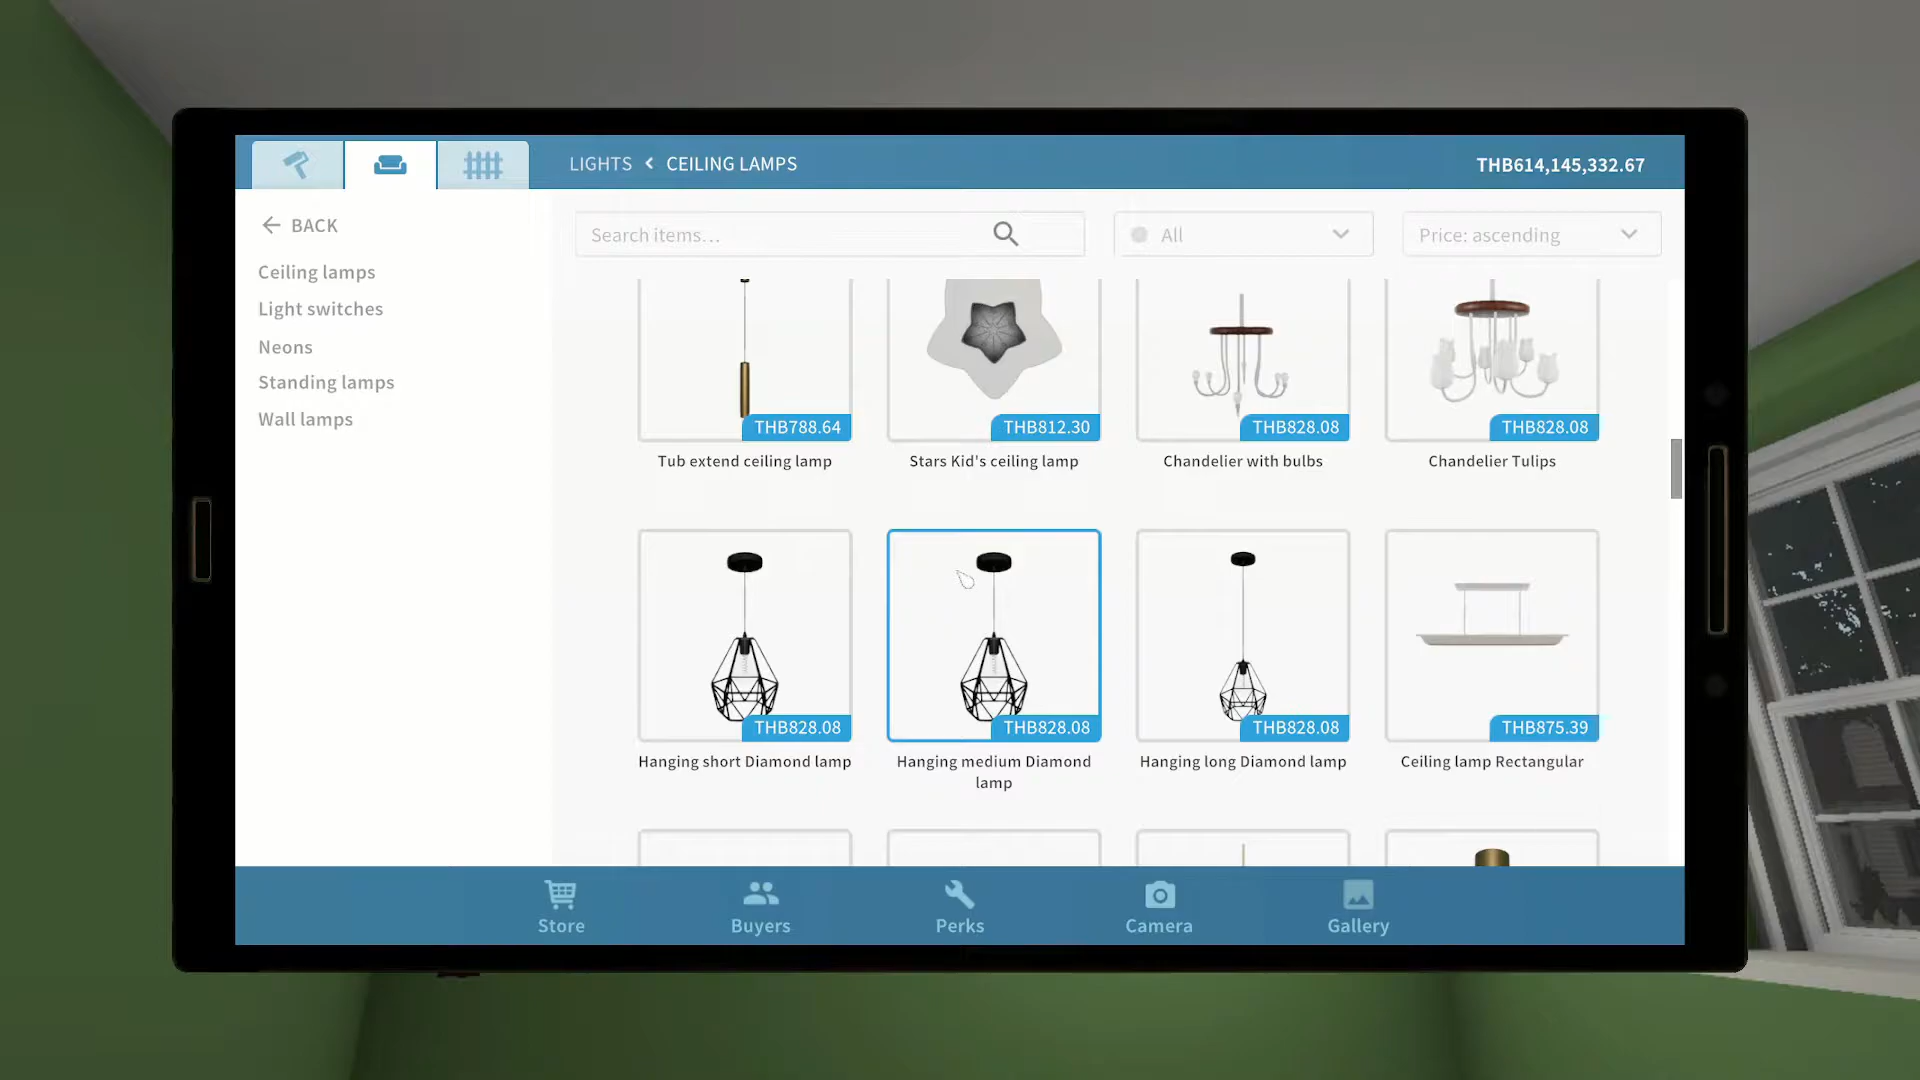 LIGHTS < CEILING LAMPS
THB614,145,332.67
BACK
Search items...
All
Price: ascending
Ceiling lamps
Light switches
Neons
Standing lamps
Wall lamps
THB788.64
THB812.30
THB828.08
THB828.08
Tub extend ceiling lamp
Stars Kid's ceiling lamp
Chandelier with bulbs
Chandelier Tulips
THB828.08
THB828.08
THB828.08
THB875.39
Hanging short Diamond lamp
Hanging medium Diamond
lamp
Hanging long Diamond lamp
Ceiling lamp Rectangular
Store
Buyers
Perks
Camera
Gallery